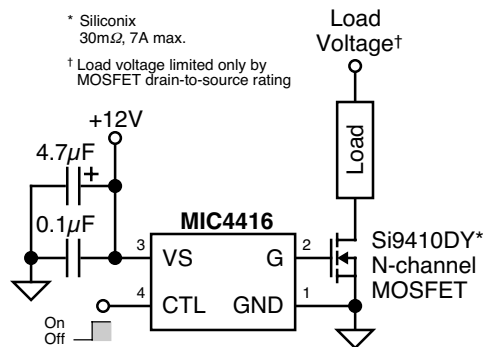 * Siliconix
30mΩ, 7A max.
† Load voltage limited only by
MOSFET drain-to-source rating
Load
Voltage†
+12V
4.7µF
+
0.1µF
Load
MIC4416
3
VS
G
2
4
CTL
GND
1
Si9410DY*
N-channel
MOSFET
On
Off